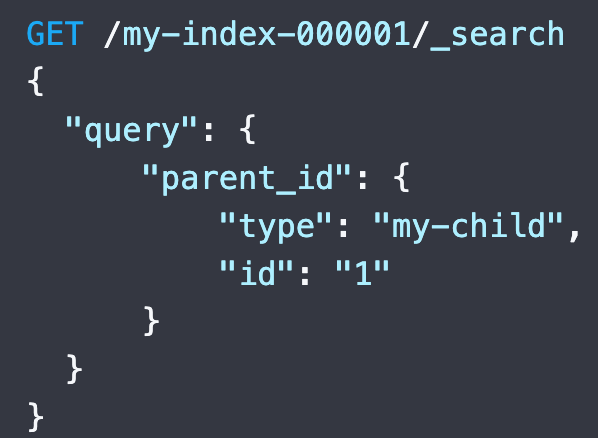 GET /my-index-000001/_search
{
  "query": {
      "parent_id": {
          "type": "my-child",
          "id": "1"
      }
  }
}